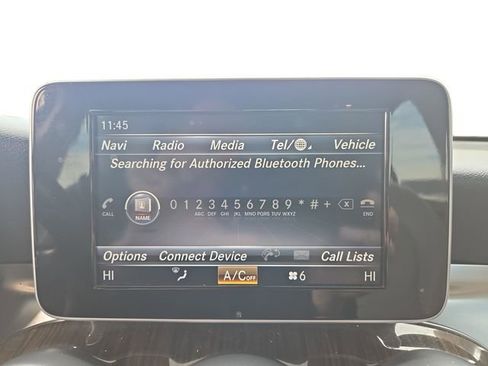 11:45
Navi Radio Media Tel/ Vehicle
Searching for Authorized Bluetooth Phones...
0 1 2 3 4 5 6 7 8 9 * # +
ABC DEF GHI JKL MNO PQRS TUV WXYZ
CALL NAME END
Options Connect Device Call Lists
HI A/C OFF 6 HI